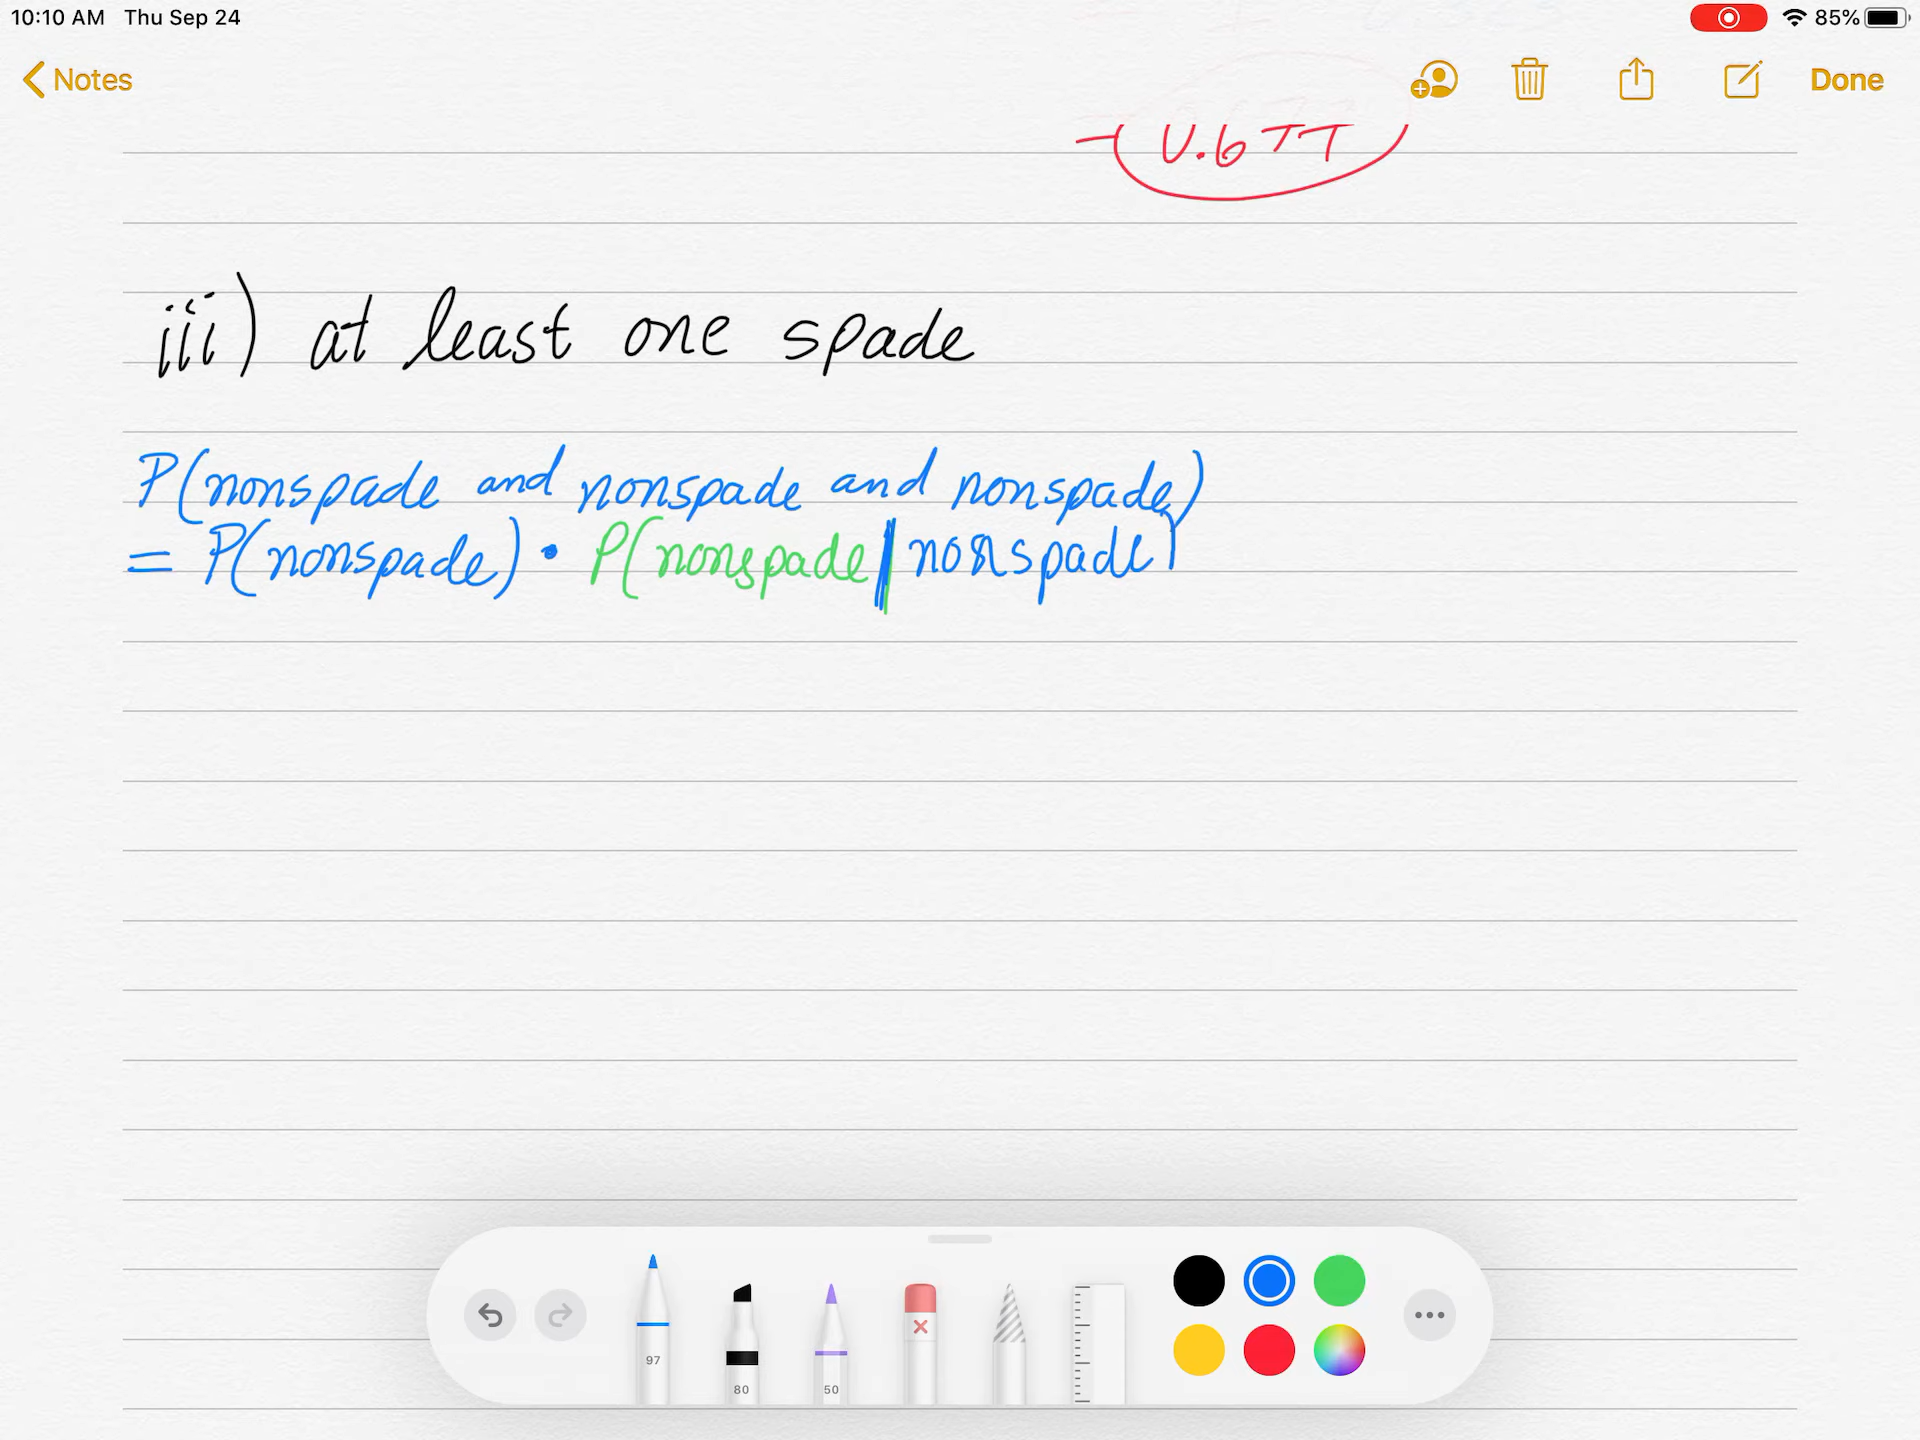 10:10 AM Thu Sep 24 85%
Notes Done
iii) at least one spade
P(nonspade and nonspade and nonspade)
= P(nonspade) · P(nonspade | nonspade)
97
80
50